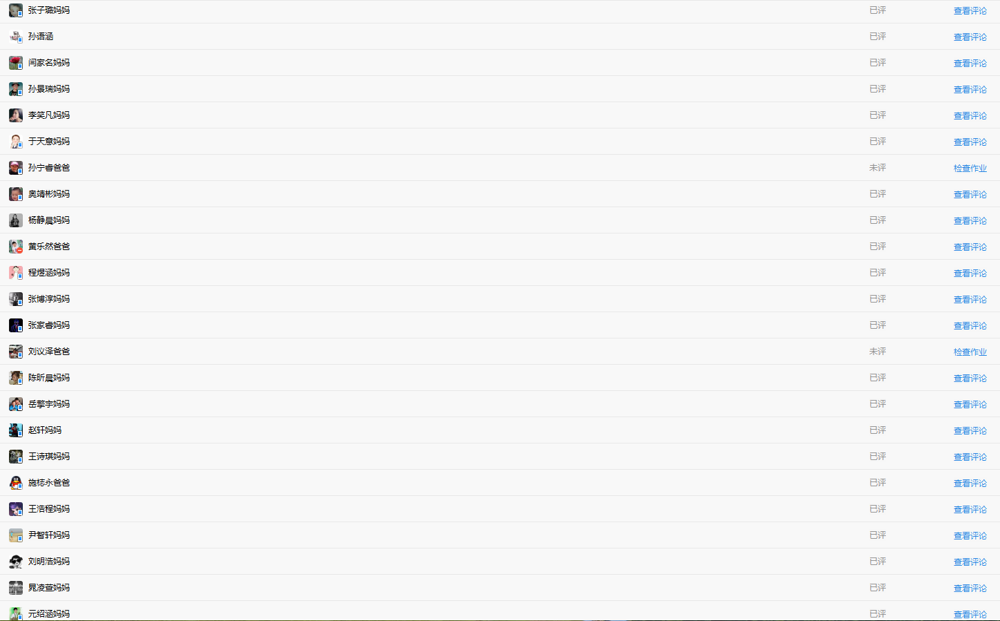 张子璐妈妈 已评 查看评论
孙语涵 已评 查看评论
闫家名妈妈 已评 查看评论
孙景瑞妈妈 已评 查看评论
李笑凡妈妈 已评 查看评论
于天意妈妈 已评 查看评论
孙宁睿爸爸 未评 检查作业
奥靖彬妈妈 已评 查看评论
杨静晨妈妈 已评 查看评论
黄乐然爸爸 已评 查看评论
程煜涵妈妈 已评 查看评论
张博淳妈妈 已评 查看评论
张家睿妈妈 已评 查看评论
刘议泽爸爸 未评 检查作业
陈昕晨妈妈 已评 查看评论
岳擎宇妈妈 已评 查看评论
赵轩妈妈 已评 查看评论
王诗琪妈妈 已评 查看评论
施梽永爸爸 已评 查看评论
王浩程妈妈 已评 查看评论
尹智轩妈妈 已评 查看评论
刘明浩妈妈 已评 查看评论
晁凌萱妈妈 已评 查看评论
元绍涵妈妈 已评 查看评论